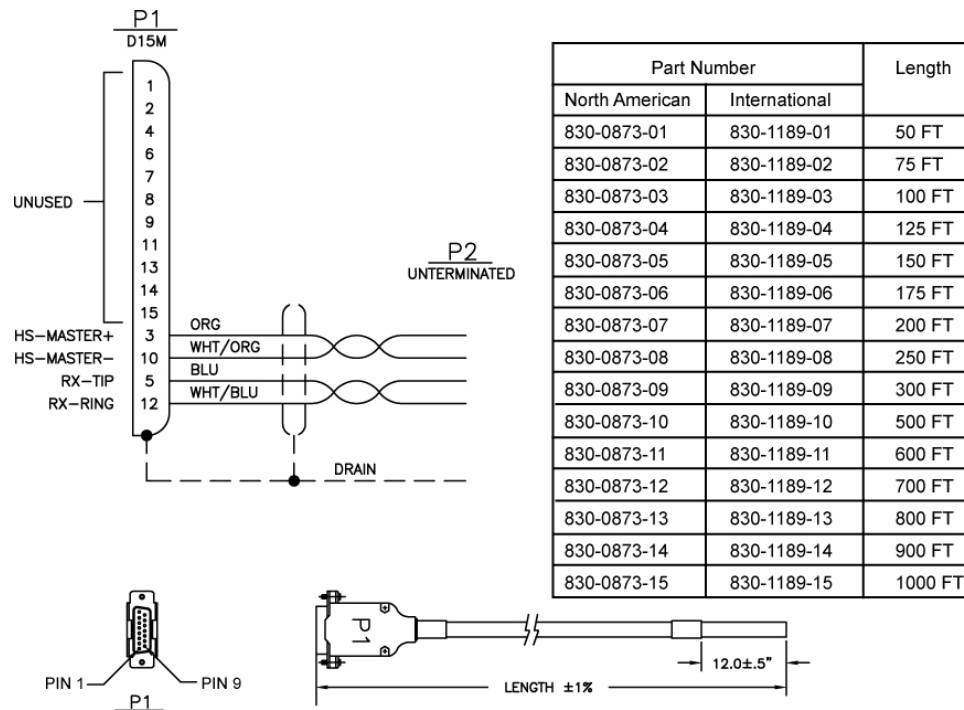 P1
D15M
1
2
4
6
7
8
9
11
13
14
15
3
10
5
12
UNUSED
HS-MASTER+
HS-MASTER-
RX-TIP
RX-RING
ORG
WHT/ORG
BLU
WHT/BLU
DRAIN
P2
UNTERMINATED
Part Number Length
North American International
830-0873-01 830-1189-01 50 FT
830-0873-02 830-1189-02 75 FT
830-0873-03 830-1189-03 100 FT
830-0873-04 830-1189-04 125 FT
830-0873-05 830-1189-05 150 FT
830-0873-06 830-1189-06 175 FT
830-0873-07 830-1189-07 200 FT
830-0873-08 830-1189-08 250 FT
830-0873-09 830-1189-09 300 FT
830-0873-10 830-1189-10 500 FT
830-0873-11 830-1189-11 600 FT
830-0873-12 830-1189-12 700 FT
830-0873-13 830-1189-13 800 FT
830-0873-14 830-1189-14 900 FT
830-0873-15 830-1189-15 1000 FT
PIN 1
PIN 9
P1
P1
12.0±.5"
LENGTH ±1%